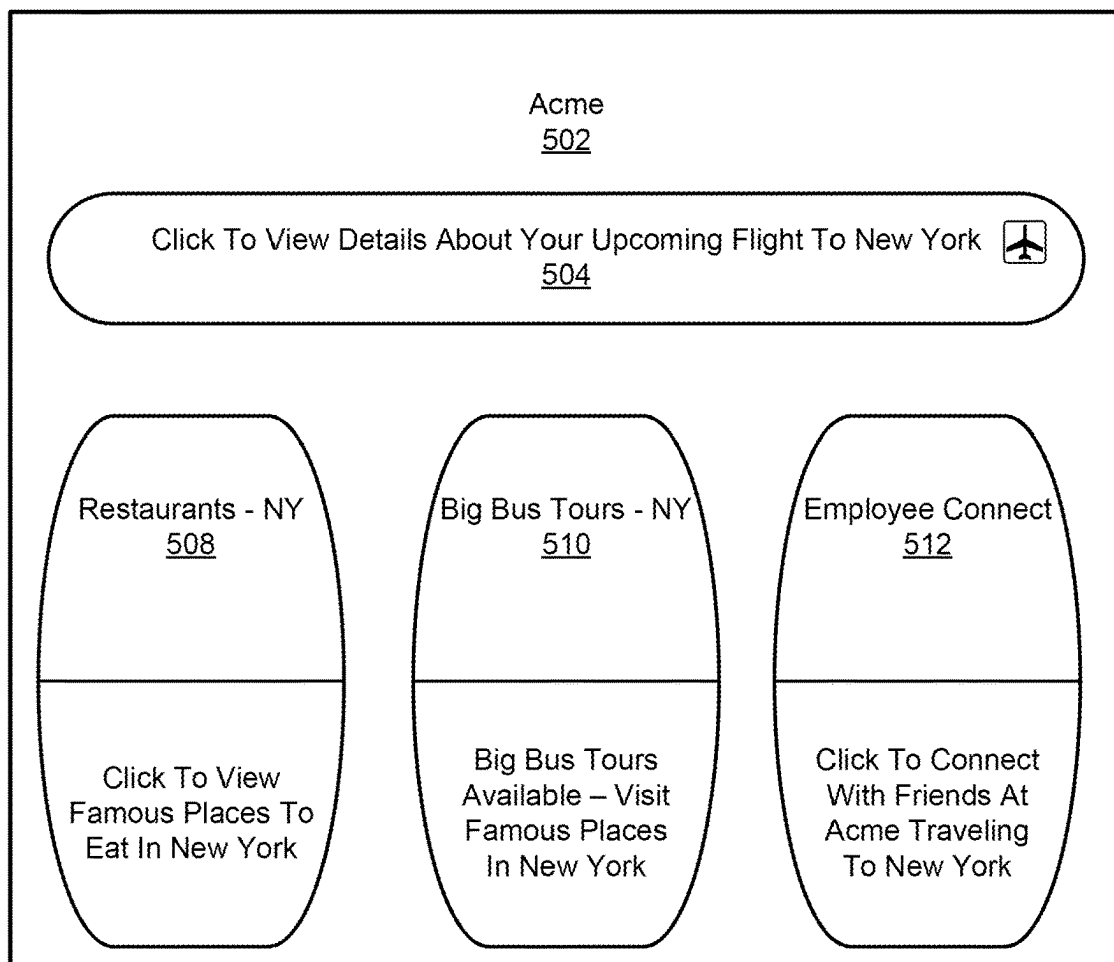 Acme
502
Click To View Details About Your Upcoming Flight To New York
504
Restaurants - NY
508
Click To View
Famous Places To
Eat In New York
Big Bus Tours - NY
510
Big Bus Tours
Available – Visit
Famous Places
In New York
Employee Connect
512
Click To Connect
With Friends At
Acme Traveling
To New York